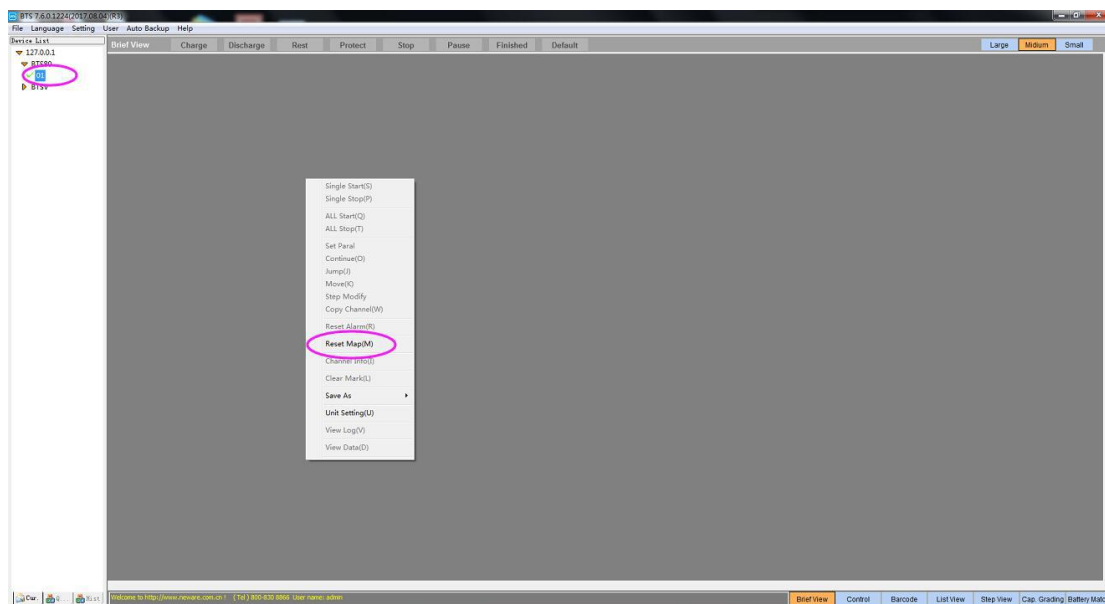 BTS 7.6.0.1224(2017.08.04)(R3)
File Language Setting User Auto Backup Help
Device List
Brief View Charge Discharge Rest Protect Stop Pause Finished Default Large Midium Small
127.0.0.1
BTS80
01
BTSV
Single Start(S)
Single Stop(P)
ALL Start(Q)
ALL Stop(T)
Set Paral
Continue(O)
Jump(J)
Move(K)
Step Modify
Copy Channel(W)
Reset Alarm(R)
Reset Map(M)
Channel Info(I)
Clear Mark(L)
Save As
Unit Setting(U)
View Log(V)
View Data(D)
Cur. Hist Welcome to http://www.neware.com.cn ! (Tel) 800-830 8866 User name: admin Brief View Control Barcode List View Step View Cap. Grading Battery Matc